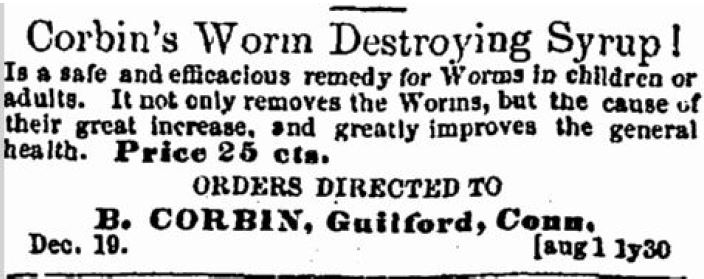 Corbin's Worm Destroying Syrup!
Is a safe and efficacious remedy for Worms in children or
adults. It not only removes the Worms, but the cause of
their great increase, and greatly improves the general
health. Price 25 cts.
ORDERS DIRECTED TO
B. CORBIN, Guilford, Conn.
Dec. 19. [aug1 1y30